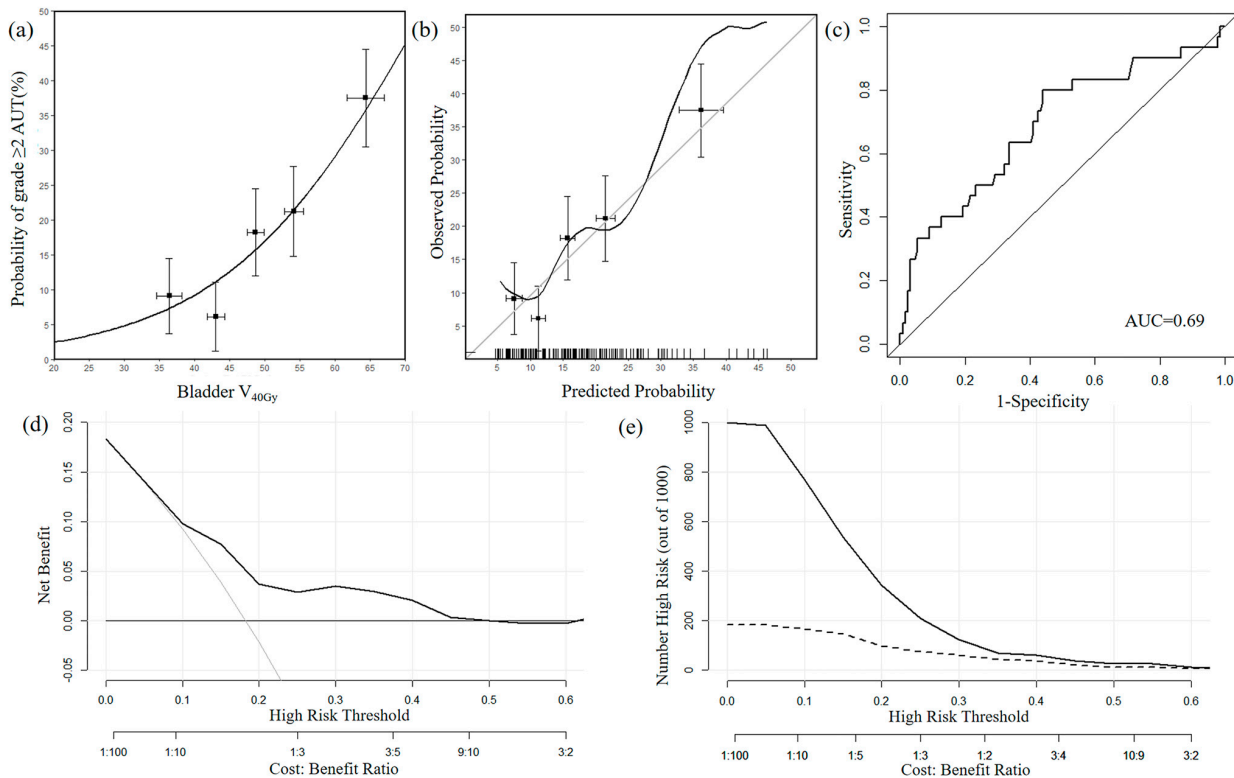 (a)
Probability of grade ≥2 AUT(%)
50
45
40
35
30
25
20
15
10
5
0
20 25 30 35 40 45 50 55 60 65 70
Bladder V40Gy
(b)
Observed Probability
50
45
40
35
30
25
20
15
10
5
5 10 15 20 25 30 35 40 45 50
Predicted Probability
(c)
Sensitivity
1.0
0.8
0.6
0.4
0.2
0.0
AUC=0.69
0.0 0.2 0.4 0.6 0.8 1.0
1-Specificity
(d)
Net Benefit
0.20
0.15
0.10
0.05
0.00
-0.05
0.0 0.1 0.2 0.3 0.4 0.5 0.6
High Risk Threshold
1:100 1:10 1:3 3:5 9:10 3:2
Cost: Benefit Ratio
(e)
Number High Risk (out of 1000)
1000
800
600
400
200
0
0.0 0.1 0.2 0.3 0.4 0.5 0.6
High Risk Threshold
1:100 1:10 1:5 1:3 1:2 3:4 10:9 3:2
Cost: Benefit Ratio